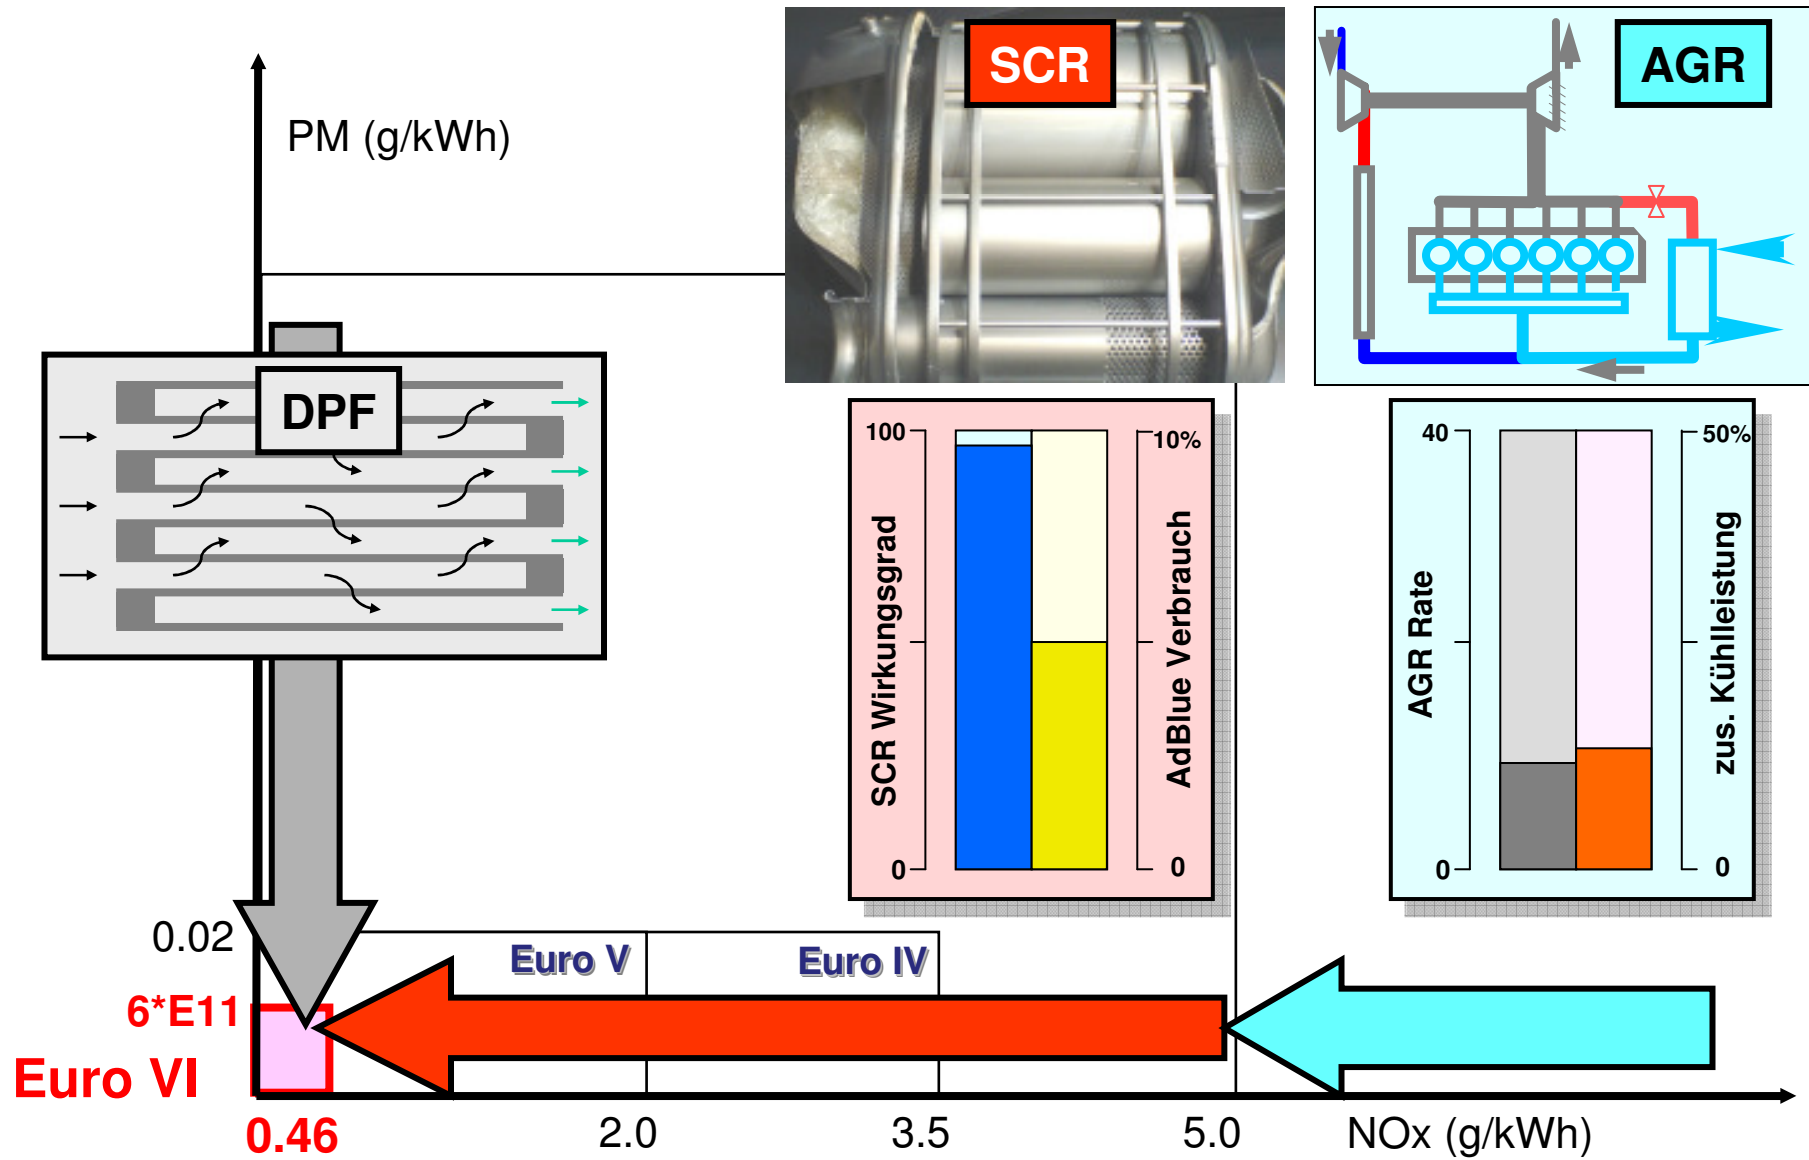 SCR
AGR
PM (g/kWh)
DPF
100
10%
SCR Wirkungsgrad
AdBlue Verbrauch
0
0
40
50%
AGR Rate
zus. Kühlleistung
0
0
0.02
Euro V
Euro IV
6*E11
Euro VI
0.46
2.0
3.5
5.0
NOx (g/kWh)